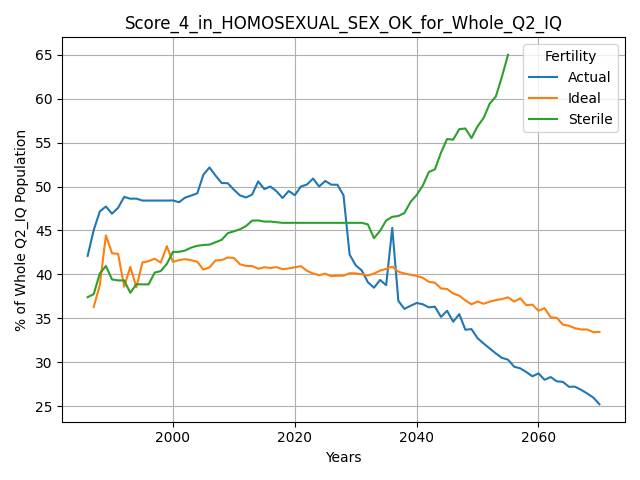 Score_4_in_HOMOSEXUAL_SEX_OK_for_Whole_Q2_IQ
Fertility
Actual
Ideal
Sterile
% of Whole Q2_IQ Population
65
60
55
50
45
40
35
30
25
2000
2020
2040
2060
Years